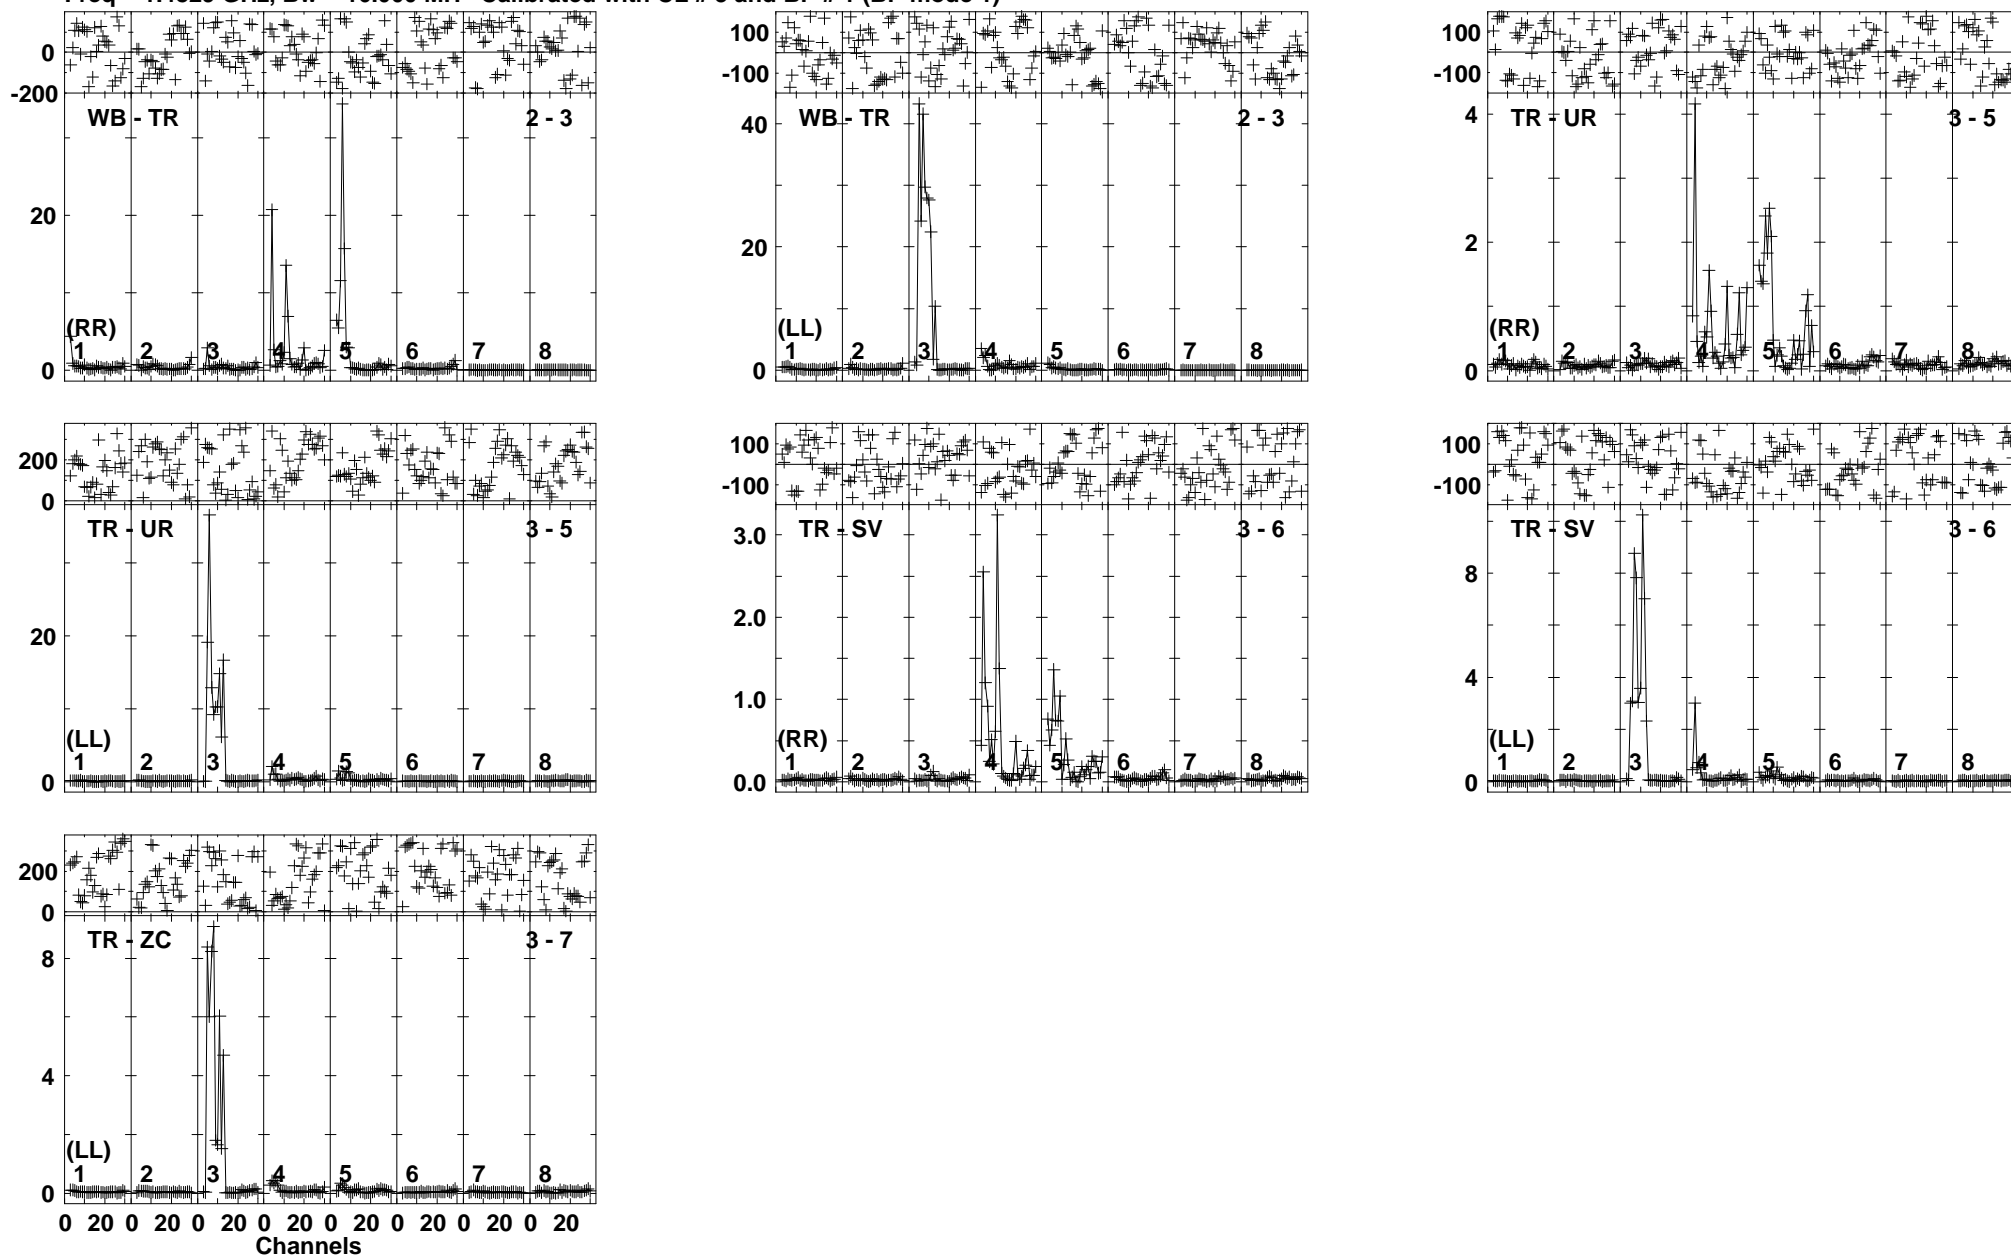 0
-200
WB - TR 2 - 3
20
(RR)
1 2 3 4 5 6 7 8
0
100
-100
WB - TR 2 - 3
40
20
(LL)
1 2 3 4 5 6 7 8
0
100
-100
TR - UR 3 - 5
4
2
(RR)
1 2 3 4 5 6 7 8
0
200
0
TR - UR 3 - 5
20
(LL)
1 2 3 4 5 6 7 8
0
100
-100
TR - SV 3 - 6
3.0
2.0
1.0
(RR)
1 2 3 4 5 6 7 8
0.0
100
-100
TR - SV 3 - 6
8
4
(LL)
1 2 3 4 5 6 7 8
0
200
0
TR - ZC 3 - 7
8
4
(LL)
1 2 3 4 5 6 7 8
0
0 20 0 20 0 20 0 20 0 20 0 20 0 20 0 20
Channels